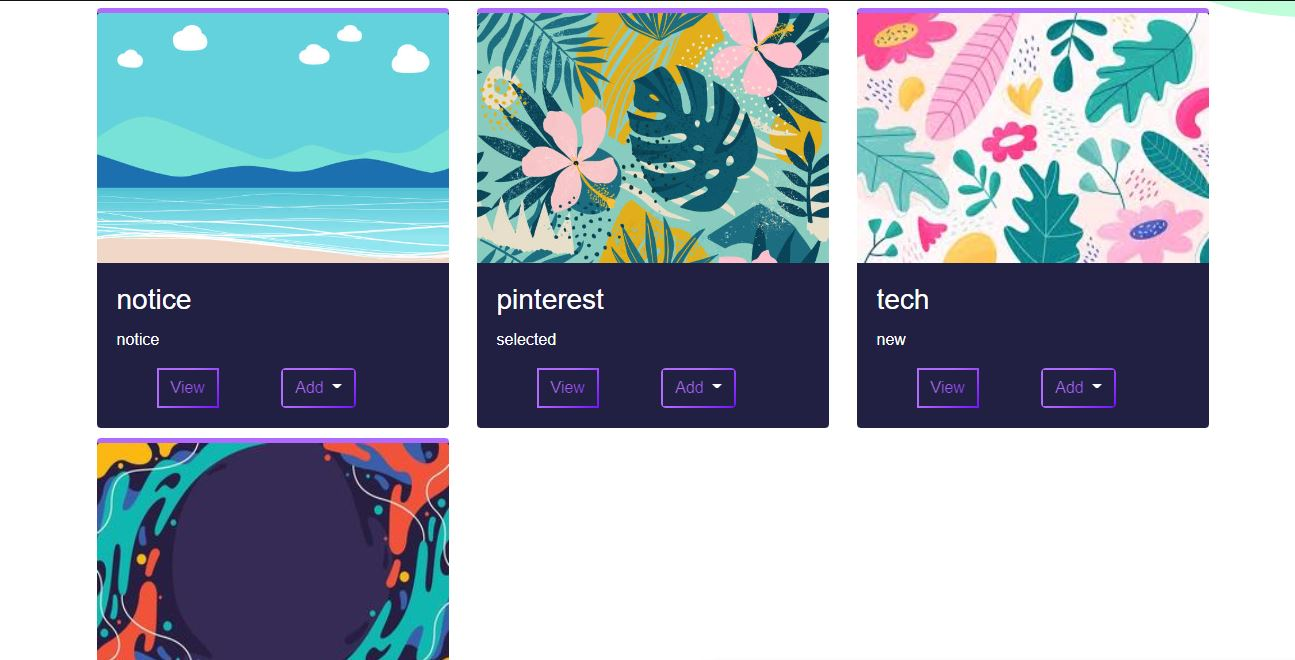 notice
notice
View Add
pinterest
selected
View Add
tech
new
View Add